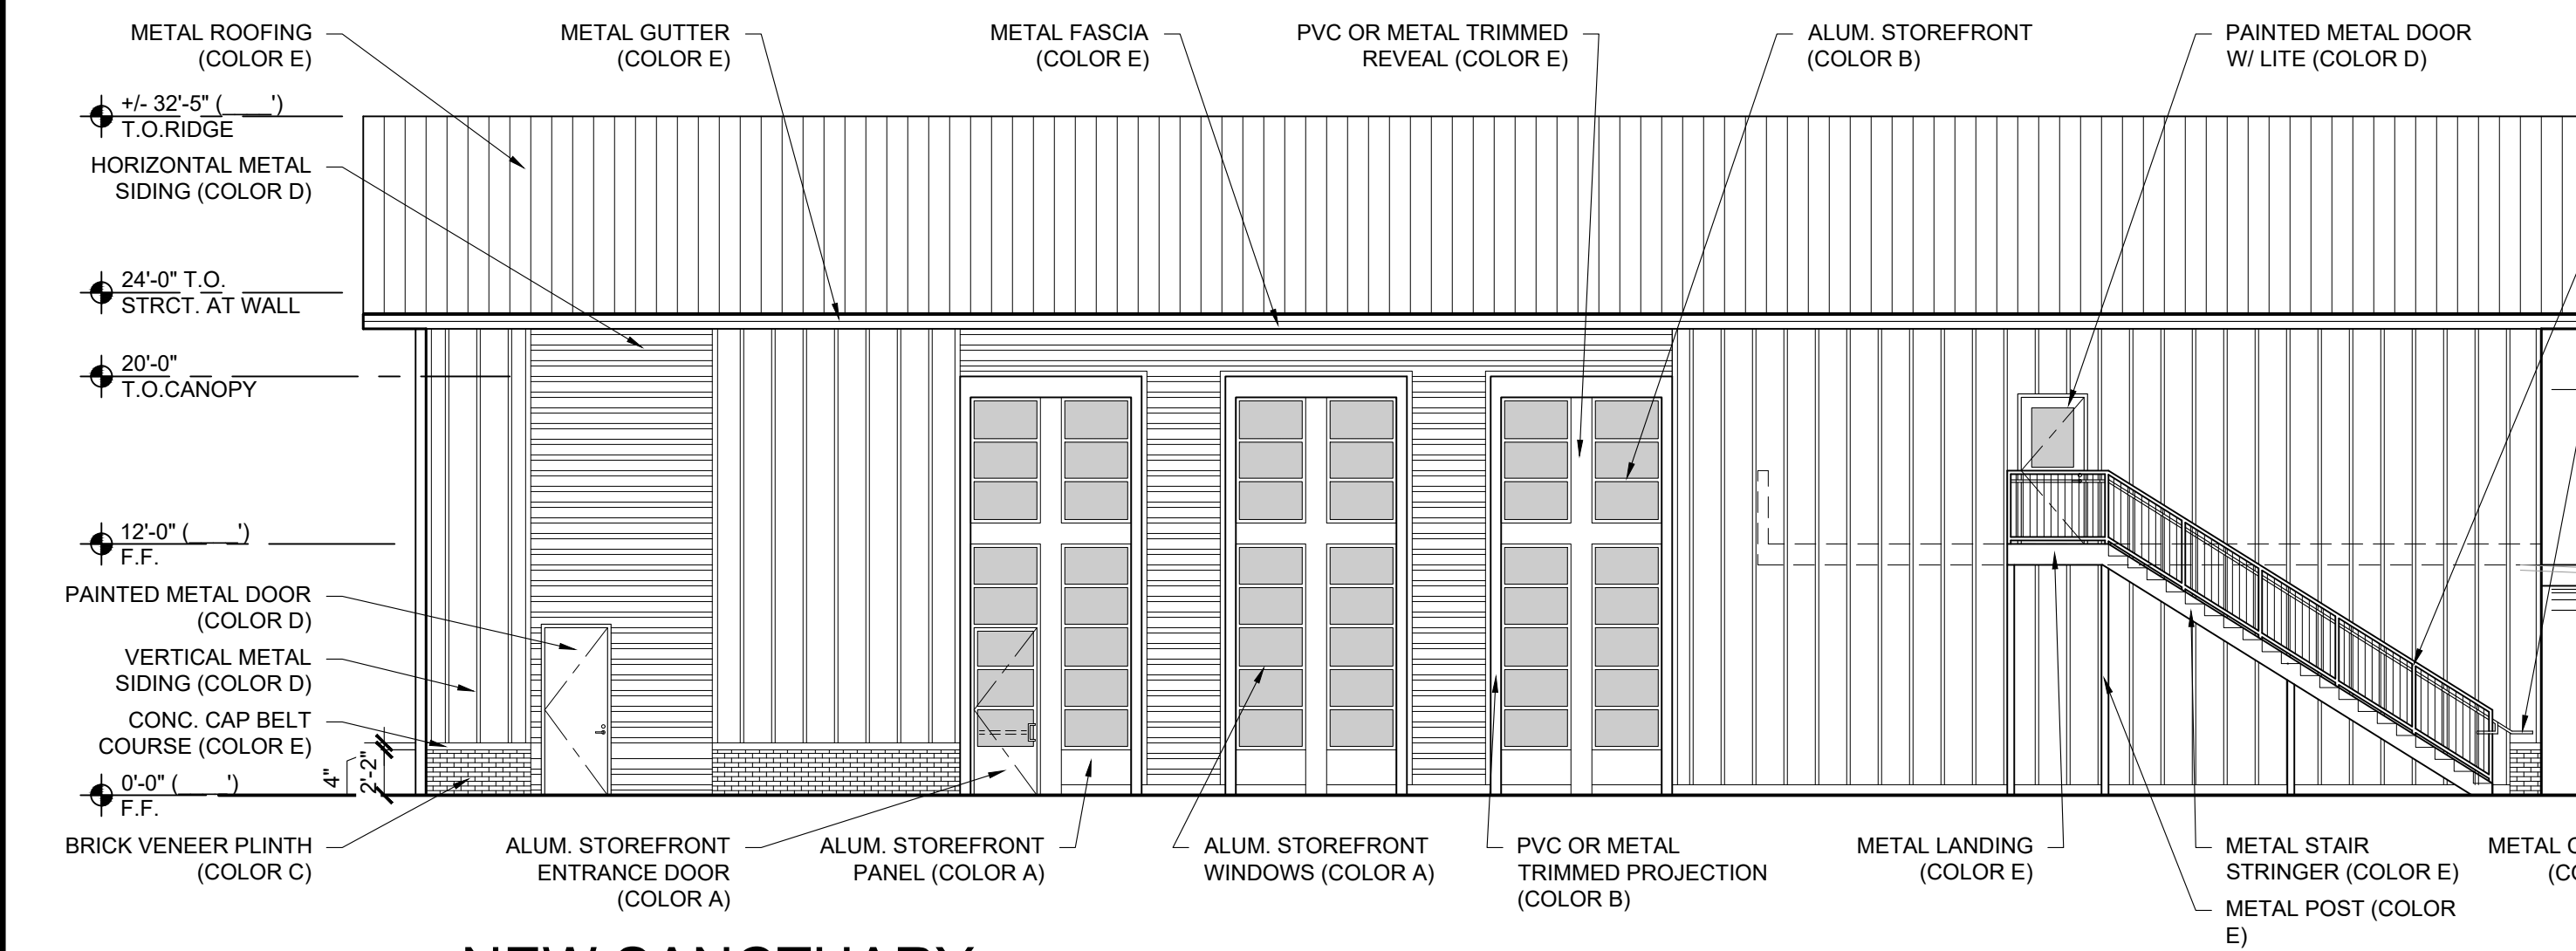 METAL ROOFING
(COLOR E)
METAL GUTTER
(COLOR E)
METAL FASCIA
(COLOR E)
PVC OR METAL TRIMMED
REVEAL (COLOR E)
ALUM. STOREFRONT
(COLOR B)
PAINTED METAL DOOR
W/ LITE (COLOR D)
+/- 32'-5" (____')
T.O.RIDGE
HORIZONTAL METAL
SIDING (COLOR D)
24'-0" T.O.
STRCT. AT WALL
20'-0"
T.O.CANOPY
12'-0" (____')
F.F.
PAINTED METAL DOOR
(COLOR D)
VERTICAL METAL
SIDING (COLOR D)
CONC. CAP BELT
COURSE (COLOR E)
4"
2'-2"
0'-0" (____')
F.F.
BRICK VENEER PLINTH
(COLOR C)
ALUM. STOREFRONT
ENTRANCE DOOR
(COLOR A)
ALUM. STOREFRONT
PANEL (COLOR A)
ALUM. STOREFRONT
WINDOWS (COLOR A)
PVC OR METAL
TRIMMED PROJECTION
(COLOR B)
METAL LANDING
(COLOR E)
METAL STAIR
STRINGER (COLOR E)
METAL POST (COLOR
E)
METAL
NEW SANCTUARY